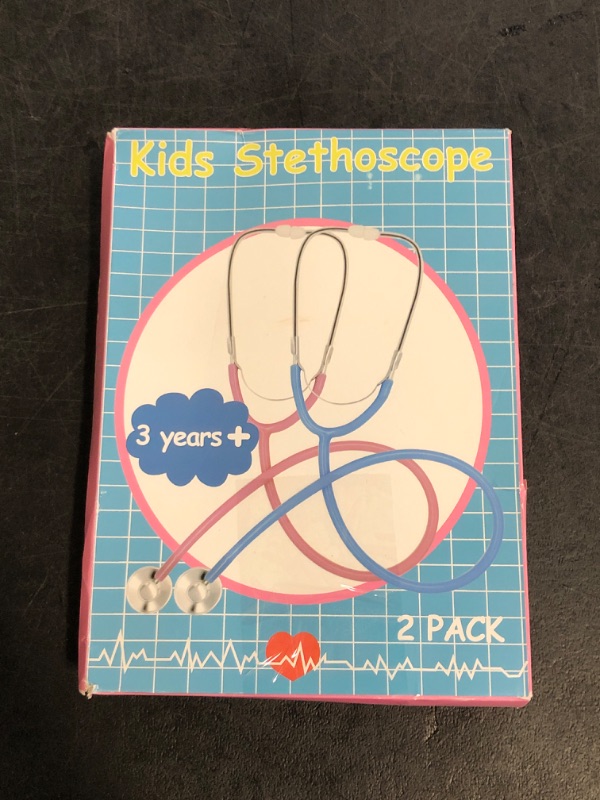 Kids Stethoscope
3 years+
2 PACK